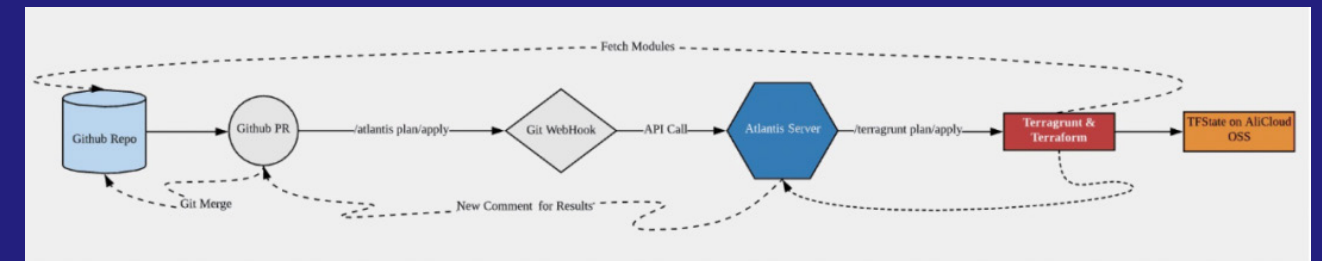 Fetch Modules
Github Repo
Github PR
/atlantis plan/apply
Git WebHook
API Call
Atlantis Server
/terragrunt plan/apply
Terragrunt &
Terraform
TFState on AliCloud
OSS
Git Merge
New Comment for Results